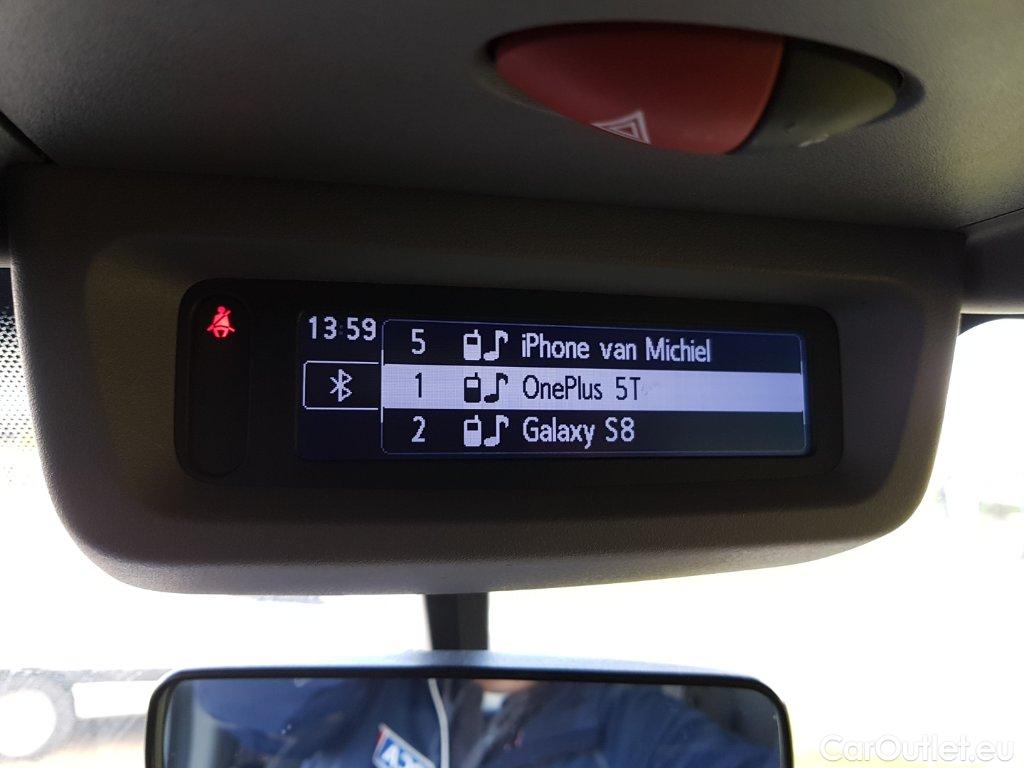 13:59
5 iPhone van Michiel
1 OnePlus 5T
2 Galaxy S8
CarOutlet.eu